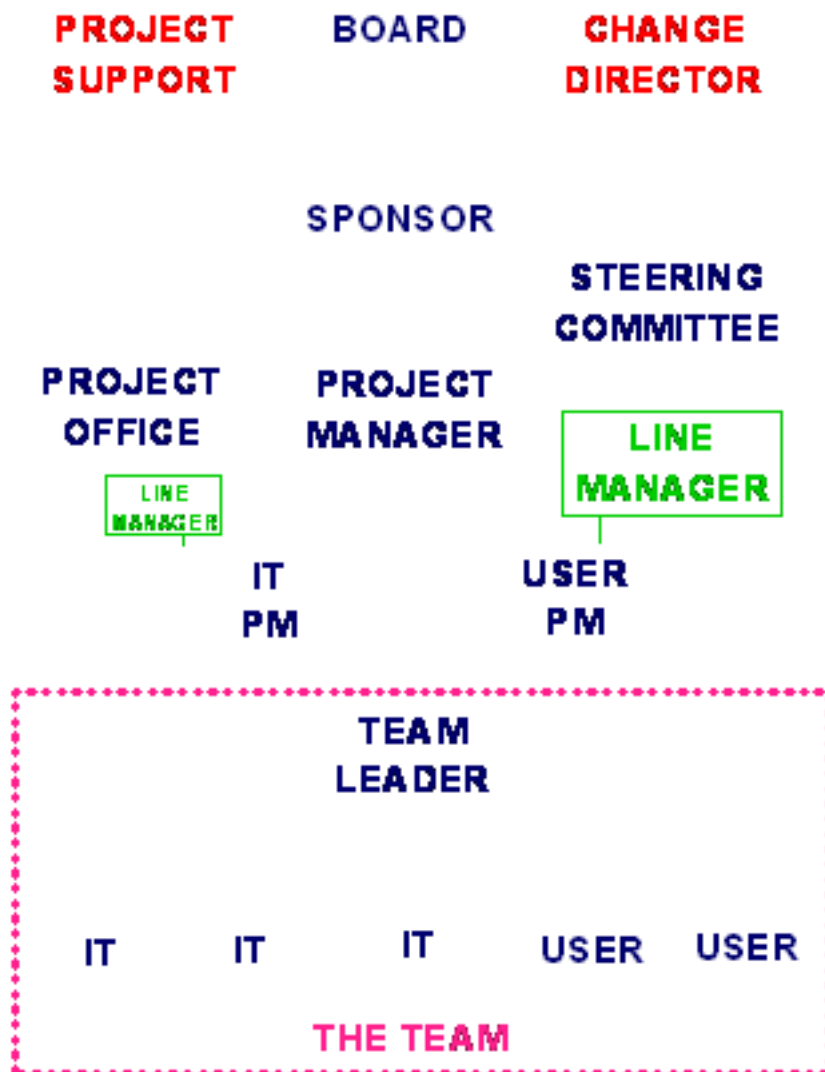 PROJECT
SUPPORT
BOARD
CHANGE
DIRECTOR
SPONSOR
STEERING
COMMITTEE
PROJECT
OFFICE
PROJECT
MANAGER
LINE
MANAGER
LINE
MANAGER
IT
PM
USER
PM
TEAM
LEADER
IT
IT
IT
USER
USER
THE TEAM